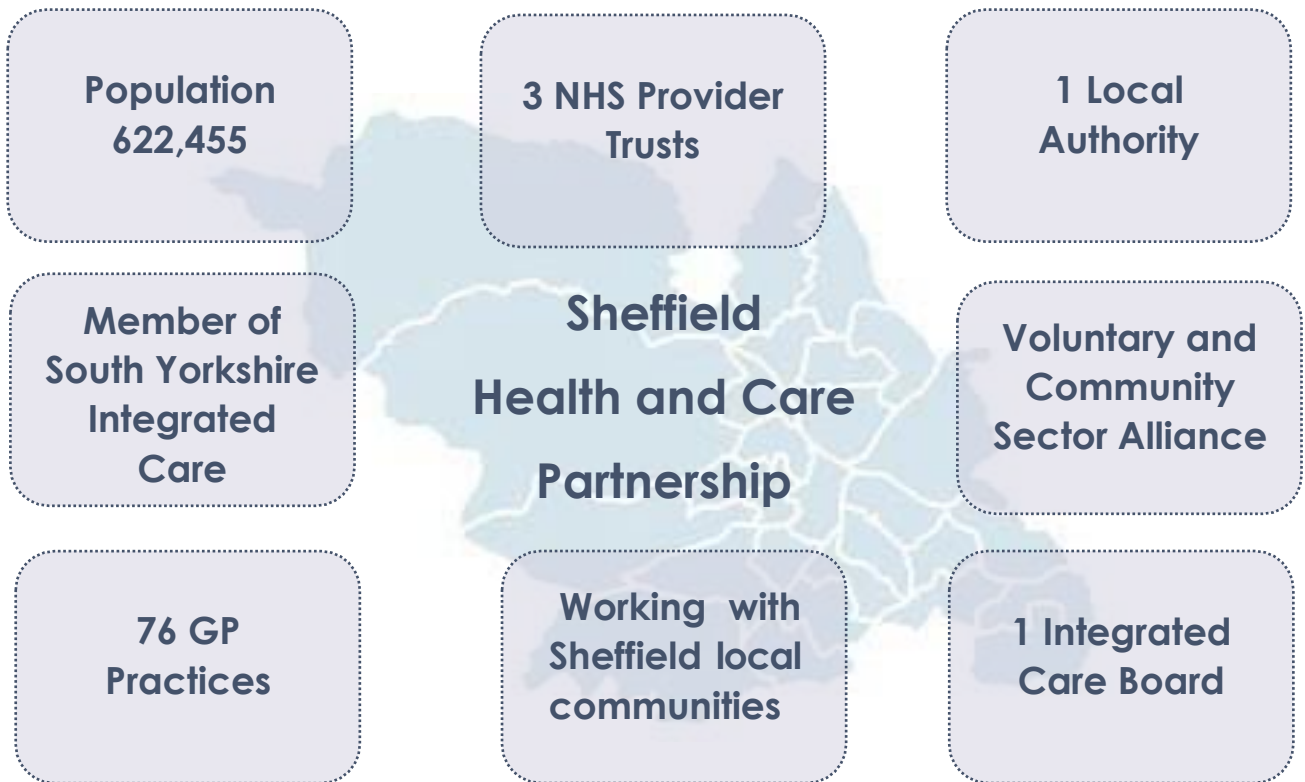 Population
622,455
3 NHS Provider
Trusts
1 Local
Authority
Member of
South Yorkshire
Integrated
Care
Sheffield
Health and Care
Partnership
Voluntary and
Community
Sector Alliance
76 GP
Practices
Working with
Sheffield local
communities
1 Integrated
Care Board